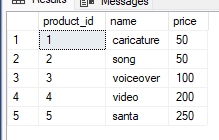 Results Messages
product_id name price
1 1 caricature 50
2 2 song 50
3 3 voiceover 100
4 4 video 200
5 5 santa 250